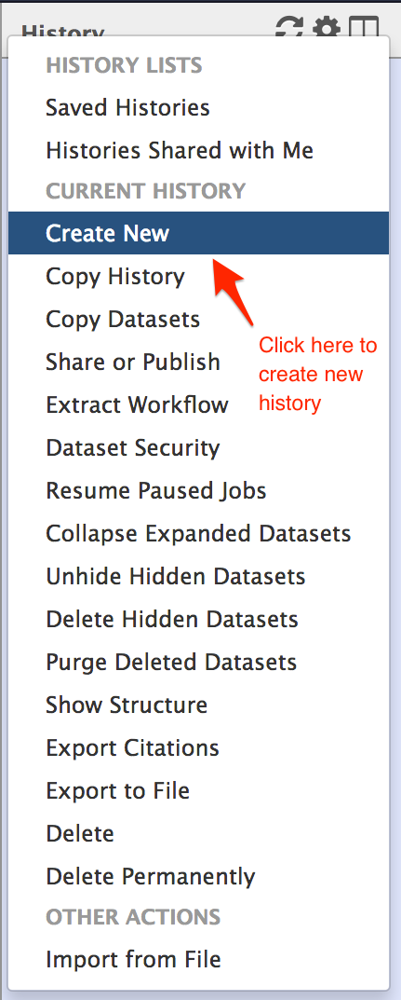 History
HISTORY LISTS
Saved Histories
Histories Shared with Me
CURRENT HISTORY
Create New
Copy History
Copy Datasets
Share or Publish
Extract Workflow
Dataset Security
Resume Paused Jobs
Collapse Expanded Datasets
Unhide Hidden Datasets
Delete Hidden Datasets
Purge Deleted Datasets
Show Structure
Export Citations
Export to File
Delete
Delete Permanently
OTHER ACTIONS
Import from File
Click here to
create new
history